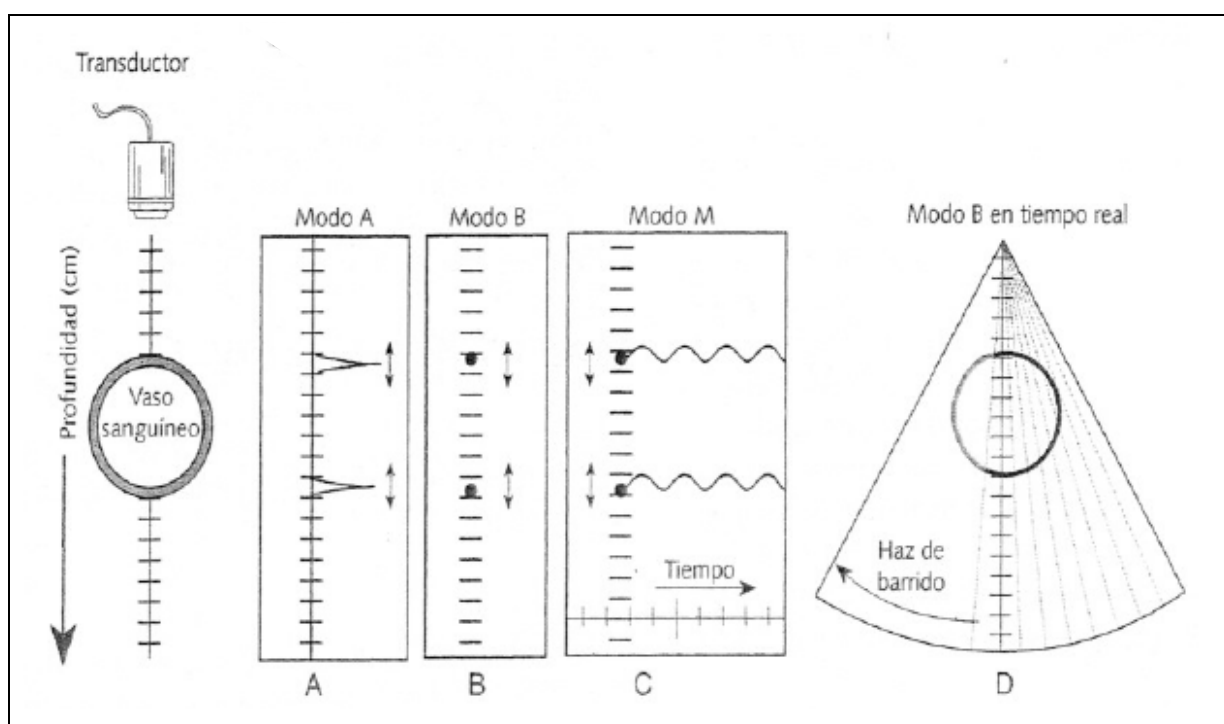 Transductor
Profundidad (cm)
Vaso
sanguíneo
Modo A
Modo B
Modo M
Modo B en tiempo real
Tiempo
Haz de
barrido
A
B
C
D